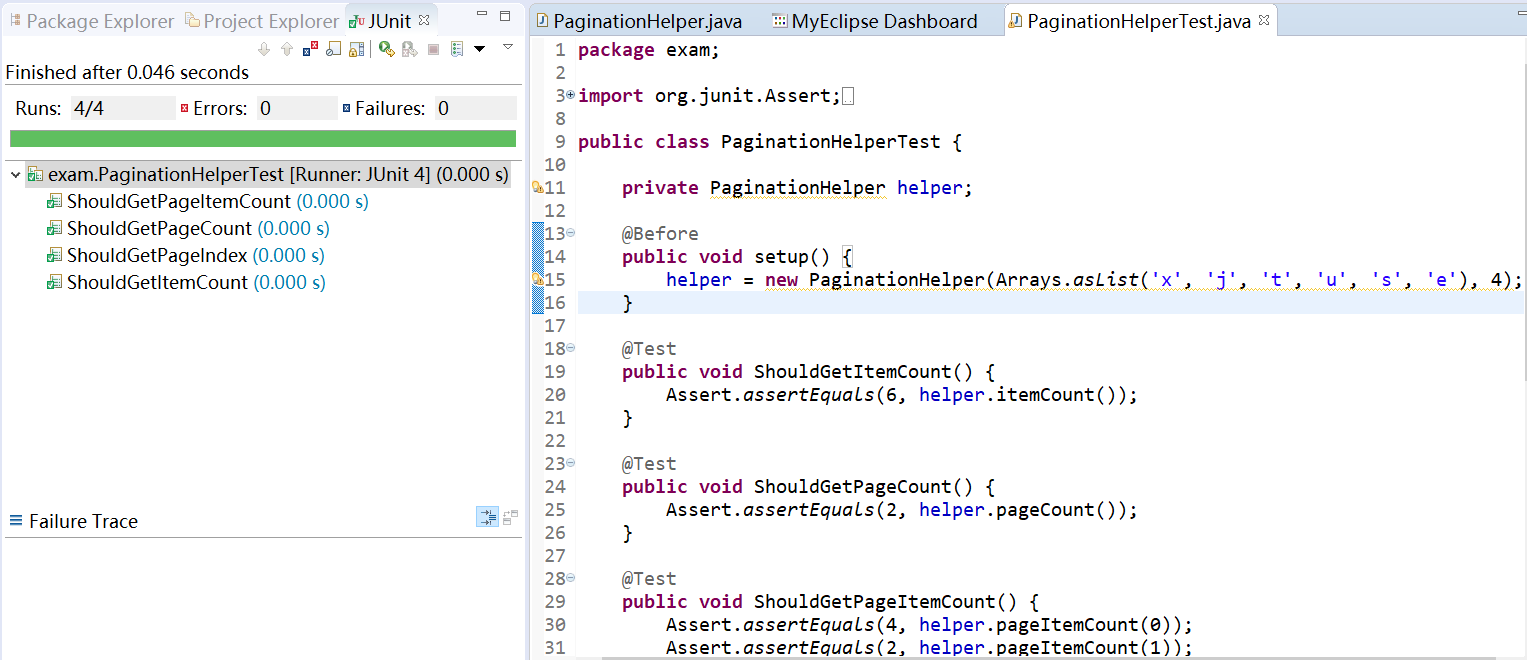 Package Explorer Project Explorer JUnit
Finished after 0.046 seconds
Runs: 4/4 Errors: 0 Failures: 0
exam.PaginationHelperTest [Runner: JUnit 4] (0.000 s)
ShouldGetPageItemCount (0.000 s)
ShouldGetPageCount (0.000 s)
ShouldGetPageIndex (0.000 s)
ShouldGetItemCount (0.000 s)
Failure Trace
PaginationHelper.java MyEclipse Dashboard PaginationHelperTest.java
1 package exam;
2
3 import org.junit.Assert;
8
9 public class PaginationHelperTest {
10
11 private PaginationHelper helper;
12
13 @Before
14 public void setup() {
15 helper = new PaginationHelper(Arrays.asList('x', 'j', 't', 'u', 's', 'e'), 4);
16 }
17
18 @Test
19 public void ShouldGetItemCount() {
20 Assert.assertEquals(6, helper.itemCount());
21 }
22
23 @Test
24 public void ShouldGetPageCount() {
25 Assert.assertEquals(2, helper.pageCount());
26 }
27
28 @Test
29 public void ShouldGetPageItemCount() {
30 Assert.assertEquals(4, helper.pageItemCount(0));
31 Assert.assertEquals(2, helper.pageItemCount(1));